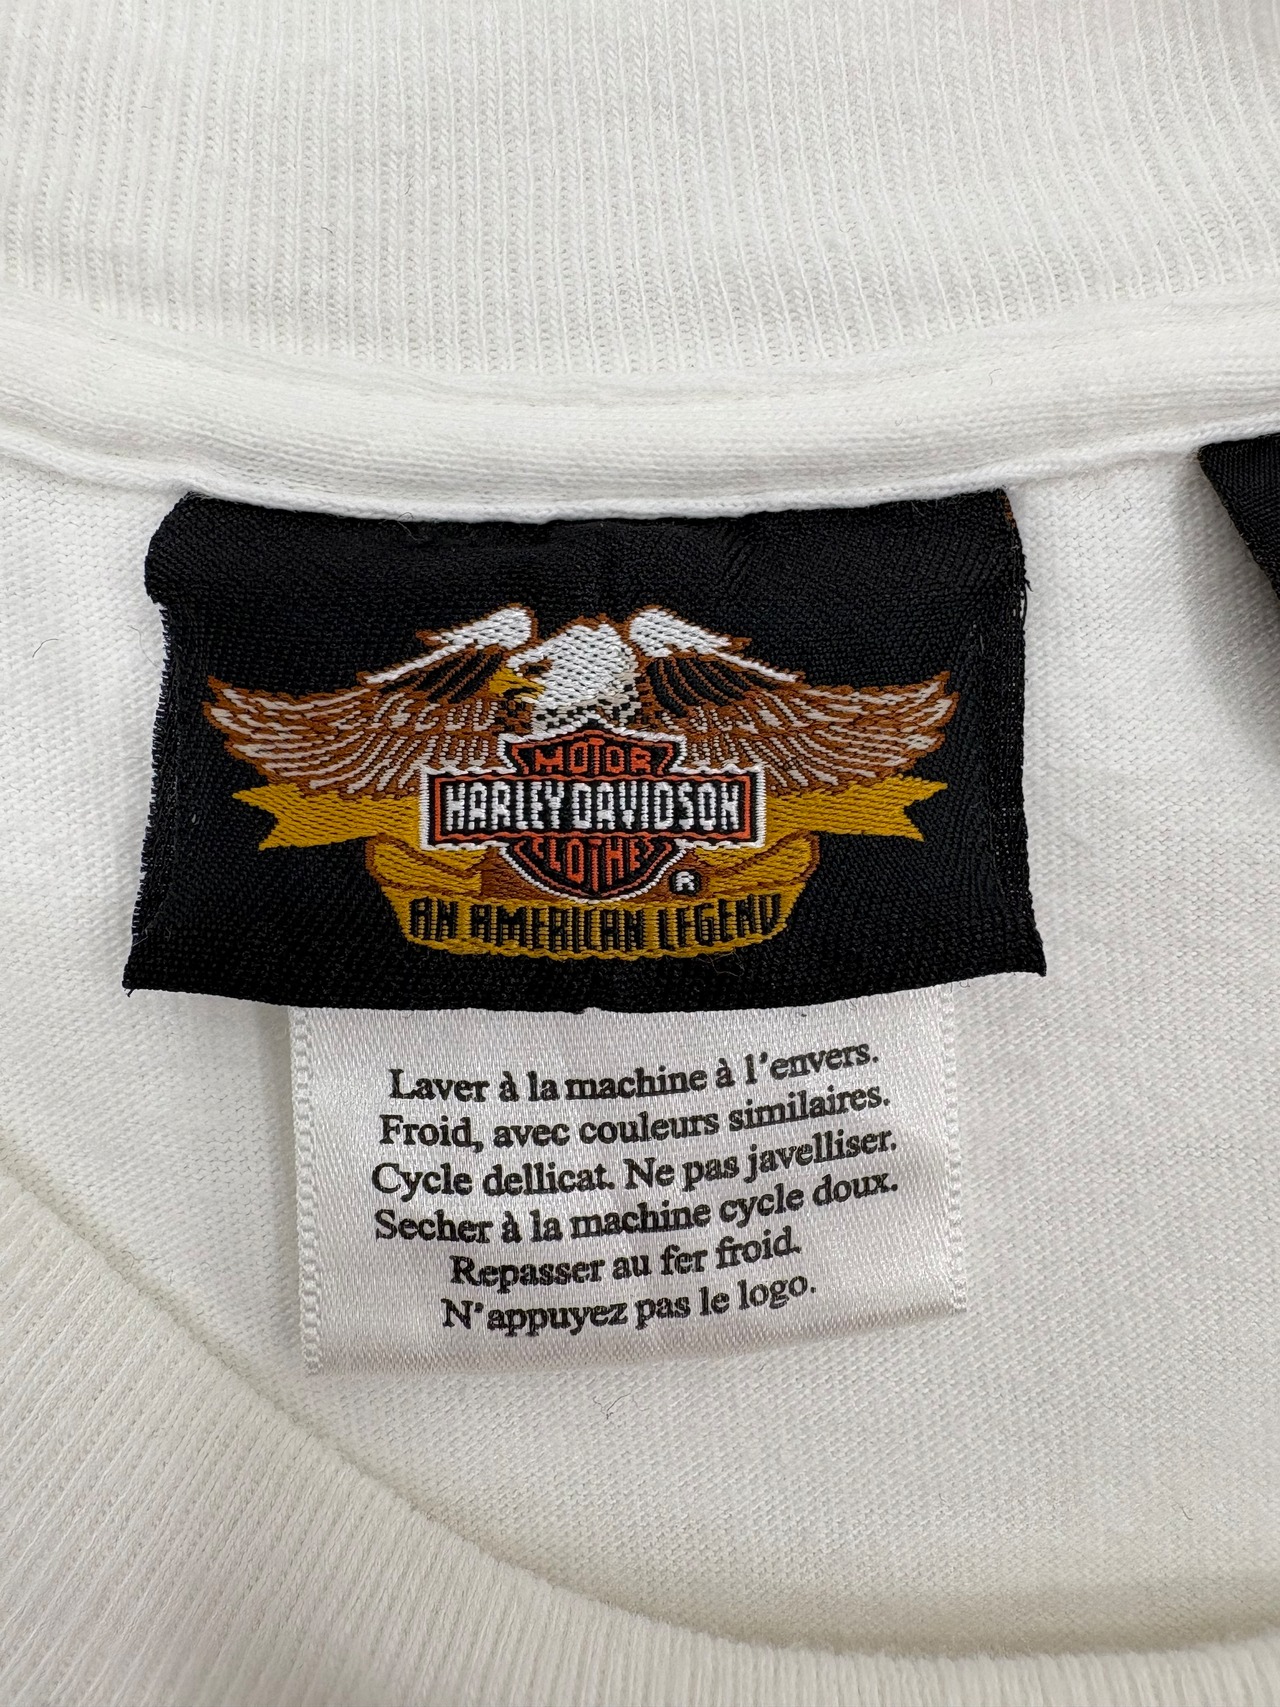 MOTOR
HARLEY-DAVIDSON
CLOTHES
®
AN AMERICAN LEGEND
Laver à la machine à l'envers.
Froid, avec couleurs similaires.
Cycle dellicat. Ne pas javelliser.
Secher à la machine cycle doux.
Repasser au fer froid.
N'appuyez pas le logo.